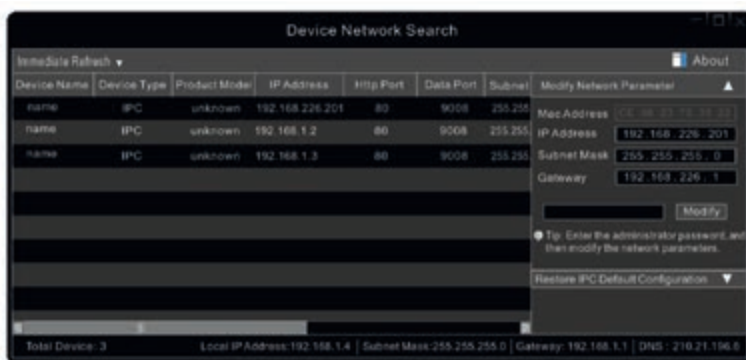 Device Network Search
Immediate Refresh About
Device Name Device Type Product Model IP Address Http Port Data Port Subnet
name IPC unknown 192.168.226.201 80 9008 255.255
name IPC unknown 192.168.1.2 80 9008 255.255
name IPC unknown 192.168.1.3 80 9008 255.255
Modify Network Parameter
Mac Address
IP Address 192.168.226.201
Subnet Mask 255.255.255.0
Gateway 192.168.226.1
Modify
Tip: Enter the administrator password, and
then modify the network parameters.
Restore IPC Default Configuration
Total Device: 3 Local IP Address:192.168.1.4 Subnet Mask:255.255.255.0 Gateway: 192.168.1.1 DNS : 210.21.196.6